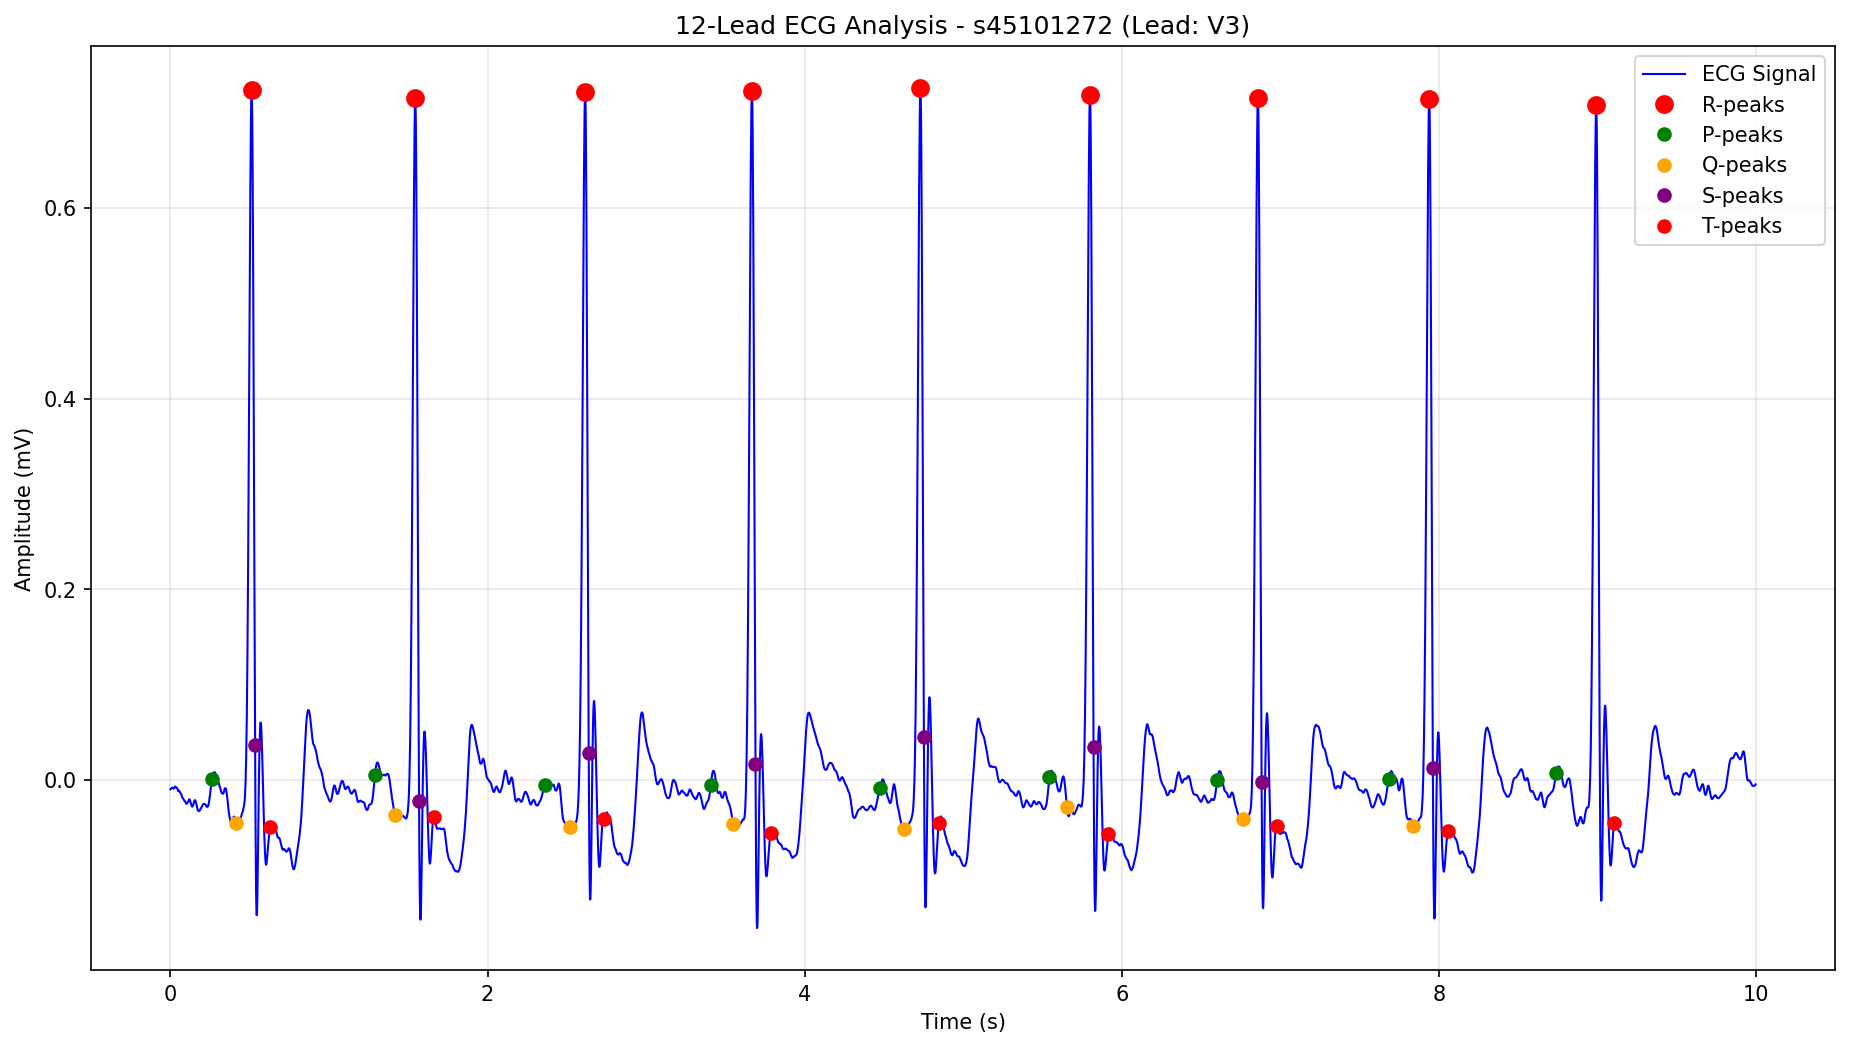 12-Lead ECG Analysis - s45101272 (Lead: V3)
ECG Signal
R-peaks
P-peaks
Q-peaks
S-peaks
T-peaks
Amplitude (mV)
0.6
0.4
0.2
0.0
0
2
4
6
8
10
Time (s)